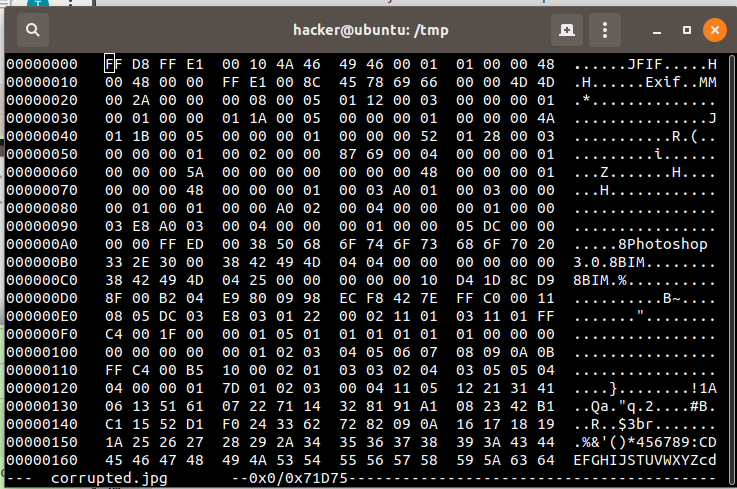 hacker@ubuntu: /tmp
00000000 FF D8 FF E1 00 10 4A 46 49 46 00 01 01 00 00 48 ......JFIF.....H
00000010 00 48 00 00 FF E1 00 8C 45 78 69 66 00 00 4D 4D .H......Exif..MM
00000020 00 2A 00 00 00 08 00 05 01 12 00 03 00 00 00 01 .*..............
00000030 00 01 00 00 01 1A 00 05 00 00 00 01 00 00 00 4A ...............J
00000040 01 1B 00 05 00 00 00 01 00 00 00 52 01 28 00 03 ...........R.(..
00000050 00 00 00 01 00 02 00 00 87 69 00 04 00 00 00 01 .........i......
00000060 00 00 00 5A 00 00 00 00 00 00 00 48 00 00 00 01 ...Z.......H....
00000070 00 00 00 48 00 00 00 01 00 03 A0 01 00 03 00 00 ...H............
00000080 00 01 00 01 00 00 A0 02 00 04 00 00 00 01 00 00 ................
00000090 03 E8 A0 03 00 04 00 00 00 01 00 00 05 DC 00 00 ................
000000A0 00 00 FF ED 00 38 50 68 6F 74 6F 73 68 6F 70 20 .....8Photoshop
000000B0 33 2E 30 00 38 42 49 4D 04 04 00 00 00 00 00 00 3.0.8BIM........
000000C0 38 42 49 4D 04 25 00 00 00 00 00 10 D4 1D 8C D9 8BIM.%..........
000000D0 8F 00 B2 04 E9 80 09 98 EC F8 42 7E FF C0 00 11 ..........B~....
000000E0 08 05 DC 03 E8 03 01 22 00 02 11 01 03 11 01 FF ......."........
000000F0 C4 00 1F 00 00 01 05 01 01 01 01 01 01 00 00 00 ................
00000100 00 00 00 00 00 01 02 03 04 05 06 07 08 09 0A 0B ................
00000110 FF C4 00 B5 10 00 02 01 03 03 02 04 03 05 05 04 ................
00000120 04 00 00 01 7D 01 02 03 00 04 11 05 12 21 31 41 ....}........!1A
00000130 06 13 51 61 07 22 71 14 32 81 91 A1 08 23 42 B1 ..Qa."q.2....#B.
00000140 C1 15 52 D1 F0 24 33 62 72 82 09 0A 16 17 18 19 ..R..$3br.......
00000150 1A 25 26 27 28 29 2A 34 35 36 37 38 39 3A 43 44 .%&'()*456789:CD
00000160 45 46 47 48 49 4A 53 54 55 56 57 58 59 5A 63 64 EFGHIJSTUVWXYZcd
--- corrupted.jpg --0x0/0x71D75------------------------------------------